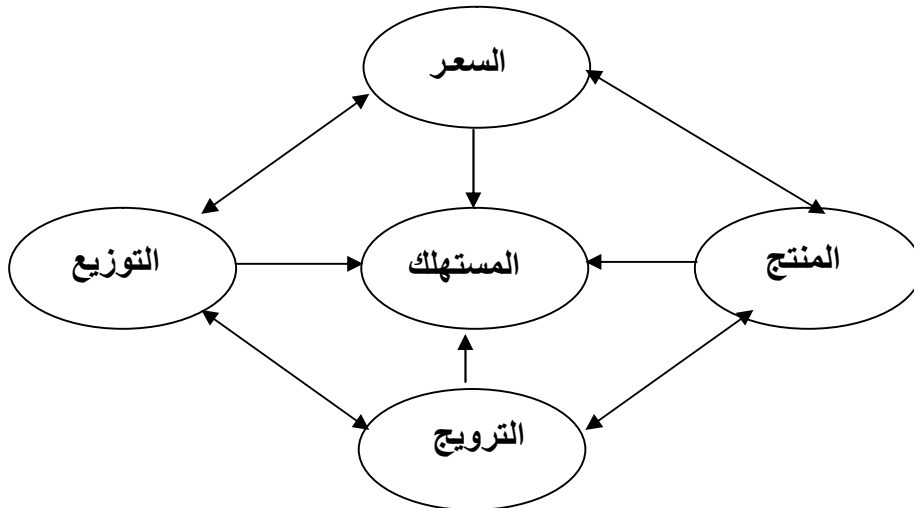 السعر
المنتج
المستهلك
التوزيع
الترويج